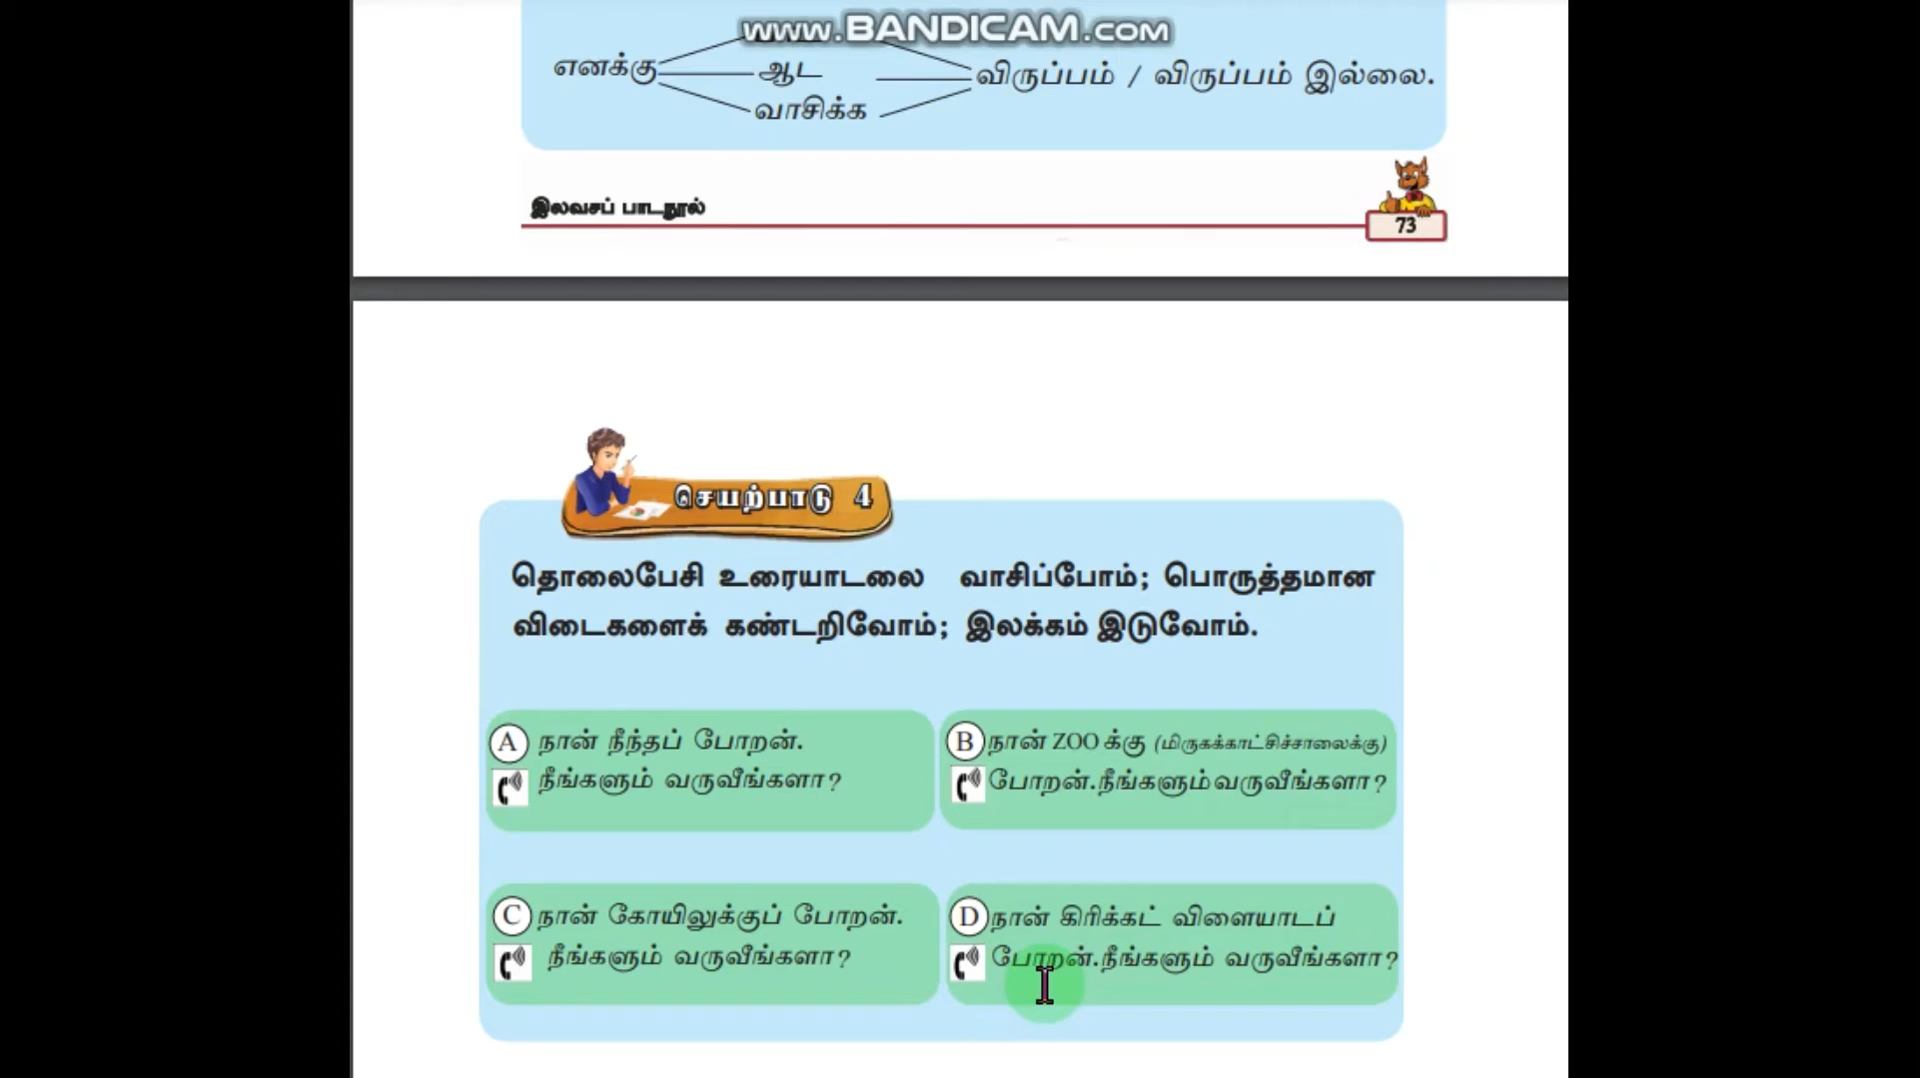 www.BANDICAM.com
எனக்கு ஆட விருப்பம் / விருப்பம் இல்லை.
வாசிக்க
இலவசப் பாடநூல்
73
செயற்பாடு 4
தொலைபேசி உரையாடலை வாசிப்போம்; பொருத்தமான
விடைகளைக் கண்டறிவோம்; இலக்கம் இடுவோம்.
A நான் நீந்தப் போறன்.
நீங்களும் வருவீங்களா?
B நான் ZOO க்கு (மிருகக்காட்சிச்சாலைக்கு)
போறன்.நீங்களும் வருவீங்களா?
C நான் கோயிலுக்குப் போறன்.
நீங்களும் வருவீங்களா?
D நான் கிரிக்கட் விளையாடப்
போறன்.நீங்களும் வருவீங்களா?